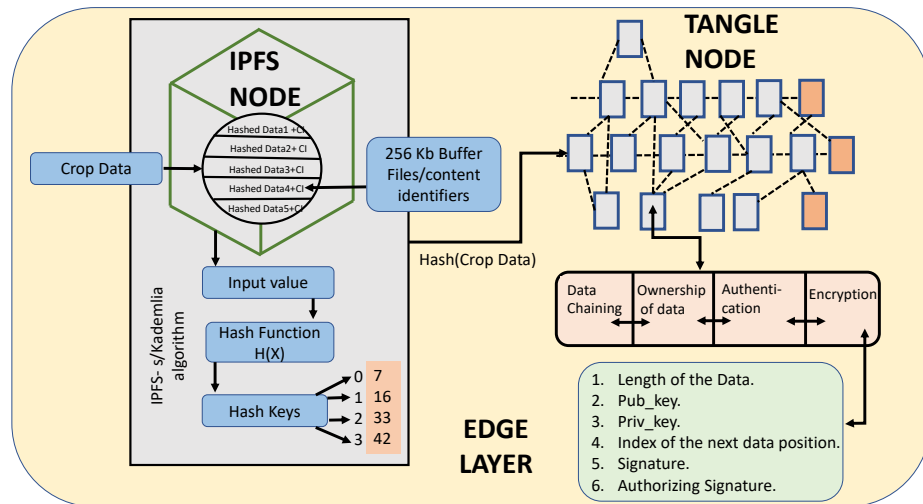 IPFS
NODE
Hashed Data1 +CI
Hashed Data2+ CI
Hashed Data3+CI
Hashed Data4+CI
Hashed Data5+CI
Crop Data
256 Kb Buffer
Files/content
identifiers
Input value
Hash Function
H(X)
Hash Keys
0 7
1 16
2 33
3 42
IPFS- s/Kademlia
algorithm
Hash(Crop Data)
TANGLE
NODE
Data
Chaining
Ownership
of data
Authenti-
cation
Encryption
1. Length of the Data.
2. Pub_key.
3. Priv_key.
4. Index of the next data position.
5. Signature.
6. Authorizing Signature.
EDGE
LAYER